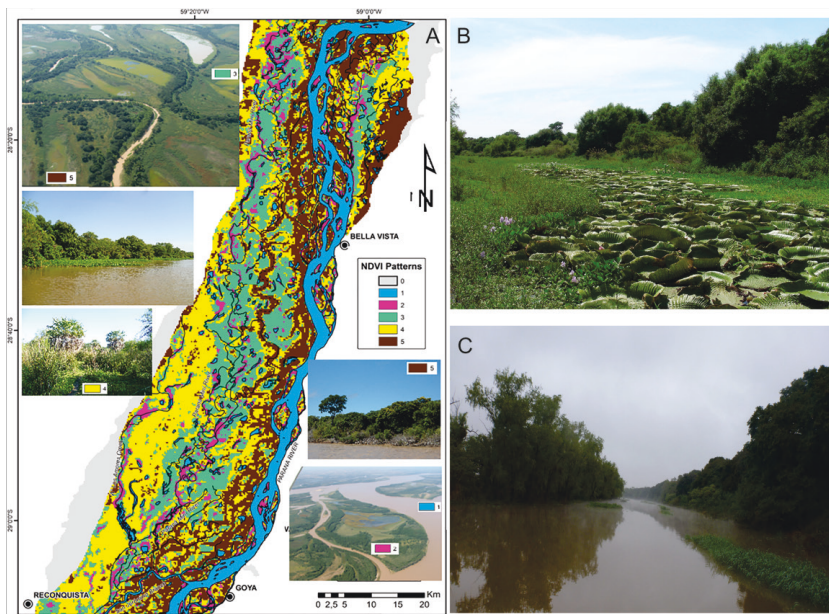 59°20'0"W
59°0'0"W
A
B
3
28°20'0"S
5
N
BELLA VISTA
NDVI Patterns
0
1
2
3
4
5
28°40'0"S
4
5
PARANA RIVER
C
29°0'0"S
1
2
RECONQUISTA
GOYA
Km
0 2,5 5 10 15 20